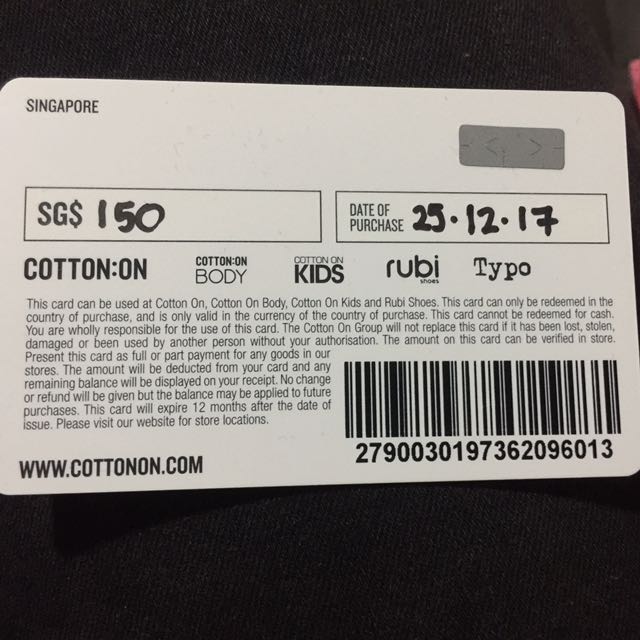 SINGAPORE
SG$ 150
DATE OF
PURCHASE 25.12.17
COTTON:ON
COTTON:ON
BODY
COTTON ON
KIDS
rubi
shoes
Typo
This card can be used at Cotton On, Cotton On Body, Cotton On Kids and Rubi Shoes. This card can only be redeemed in the
country of purchase, and is only valid in the currency of the country of purchase. This card cannot be redeemed for cash.
You are wholly responsible for the use of this card. The Cotton On Group will not replace this card if it has been lost, stolen,
damaged or been used by another person without your authorisation. The amount on this card can be verified in store.
Present this card as full or part payment for any goods in our
stores. The amount will be deducted from your card and any
remaining balance will be displayed on your receipt. No change
or refund will be given but the balance may be applied to future
purchases. This card will expire 12 months after the date of
issue. Please visit our website for store locations.
2790030197362096013
WWW.COTTONON.COM